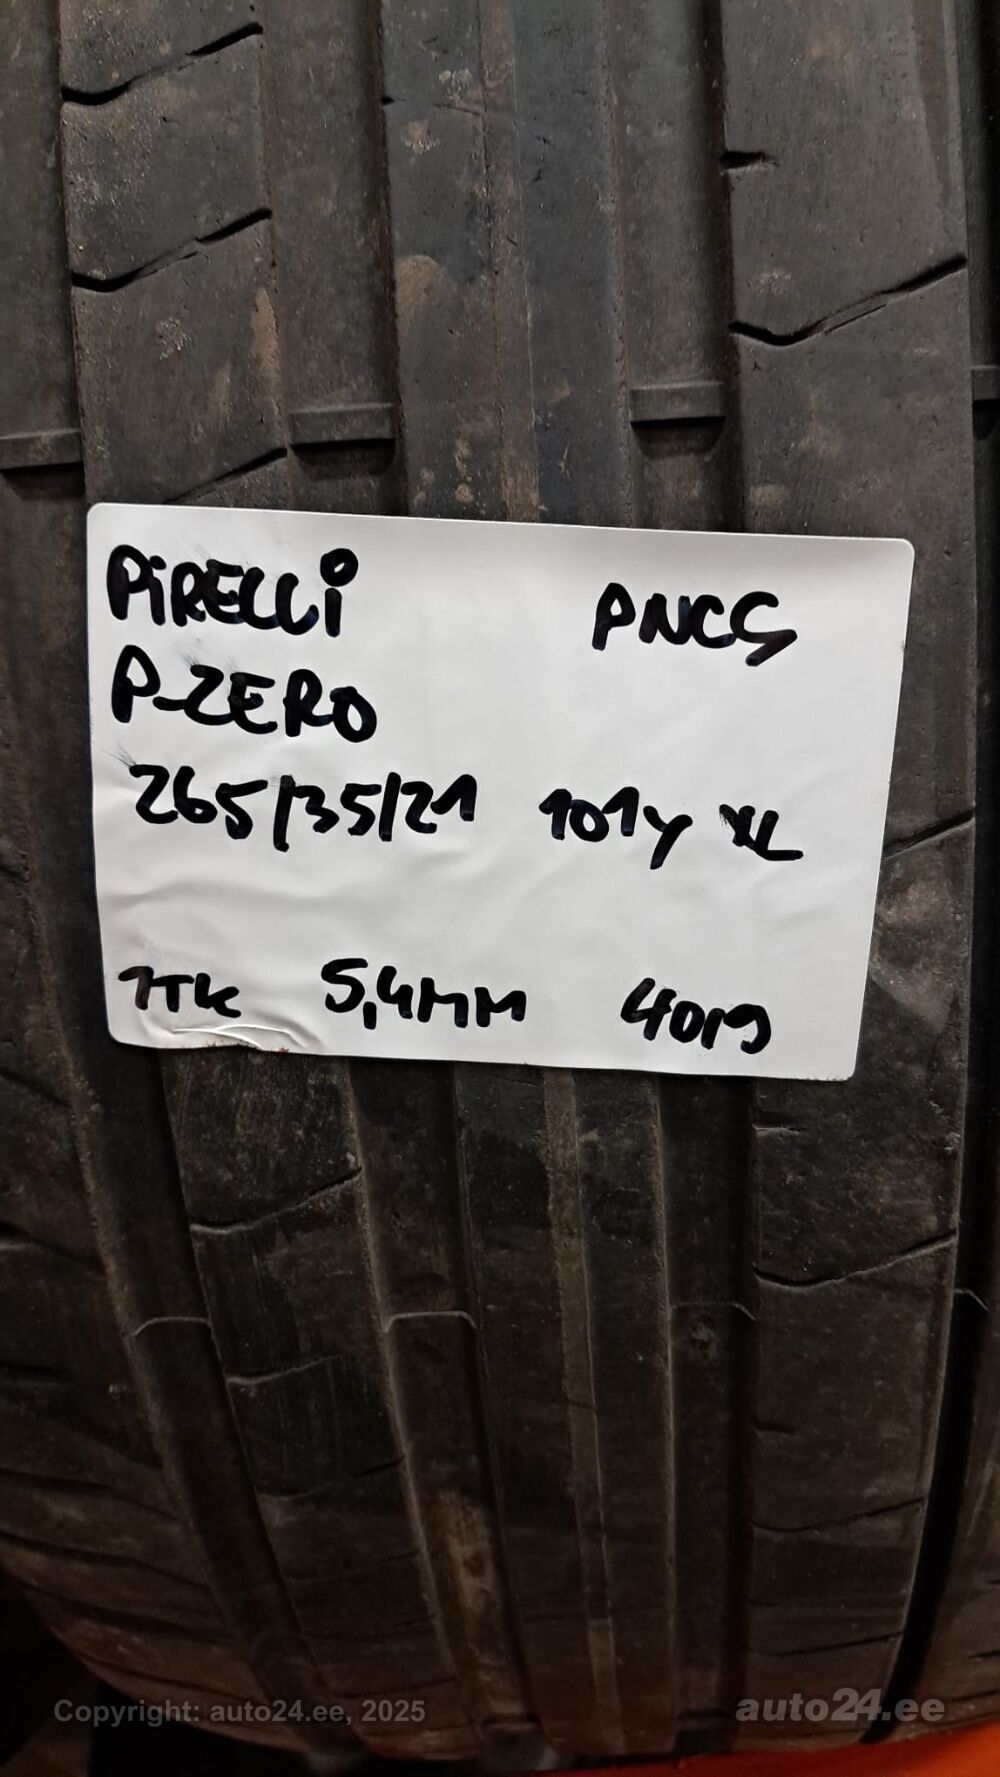 PiRELLi PNCS
P-ZERO
265/35/21 101y XL
1TK 5,4MM 4019
Copyright: auto24.ee, 2025 auto24.ee